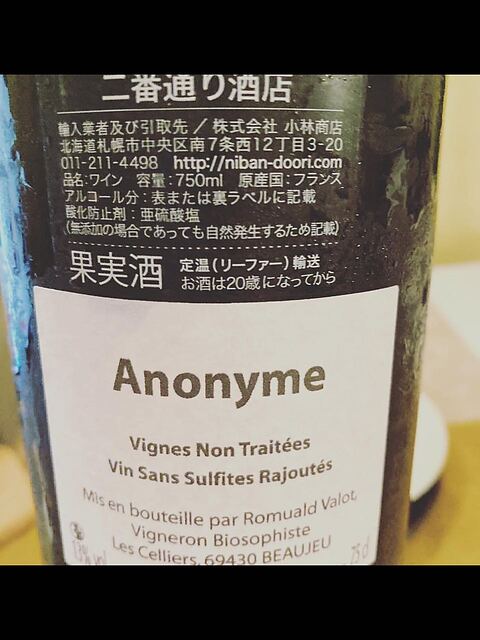 二番通り酒店
輸入業者及び引取先／株式会社 小林商店
北海道札幌市中央区南7条西12丁目3-20
011-211-4498 http://niban-doori.com
品名:ワイン 容量:750ml 原産国:フランス
アルコール分:表または裏ラベルに記載
酸化防止剤:亜硫酸塩
(無添加の場合であっても自然発生するため記載)
果実酒 定温(リーファー)輸送
お酒は20歳になってから
Anonyme
Vignes Non Traitées
Vin Sans Sulfites Rajoutés
Mis en bouteille par Romuald Valot,
Vigneron Biosophiste
Les Celliers, 69430 BEAUJEU
13% vol 75 cl